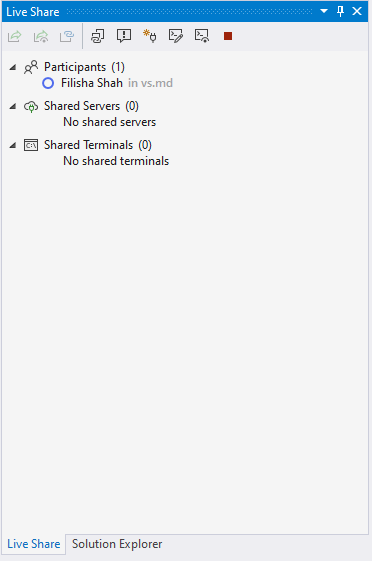 Live Share
Participants (1)
Filisha Shah in vs.md
Shared Servers (0)
No shared servers
C:\
Shared Terminals (0)
No shared terminals
Live Share Solution Explorer